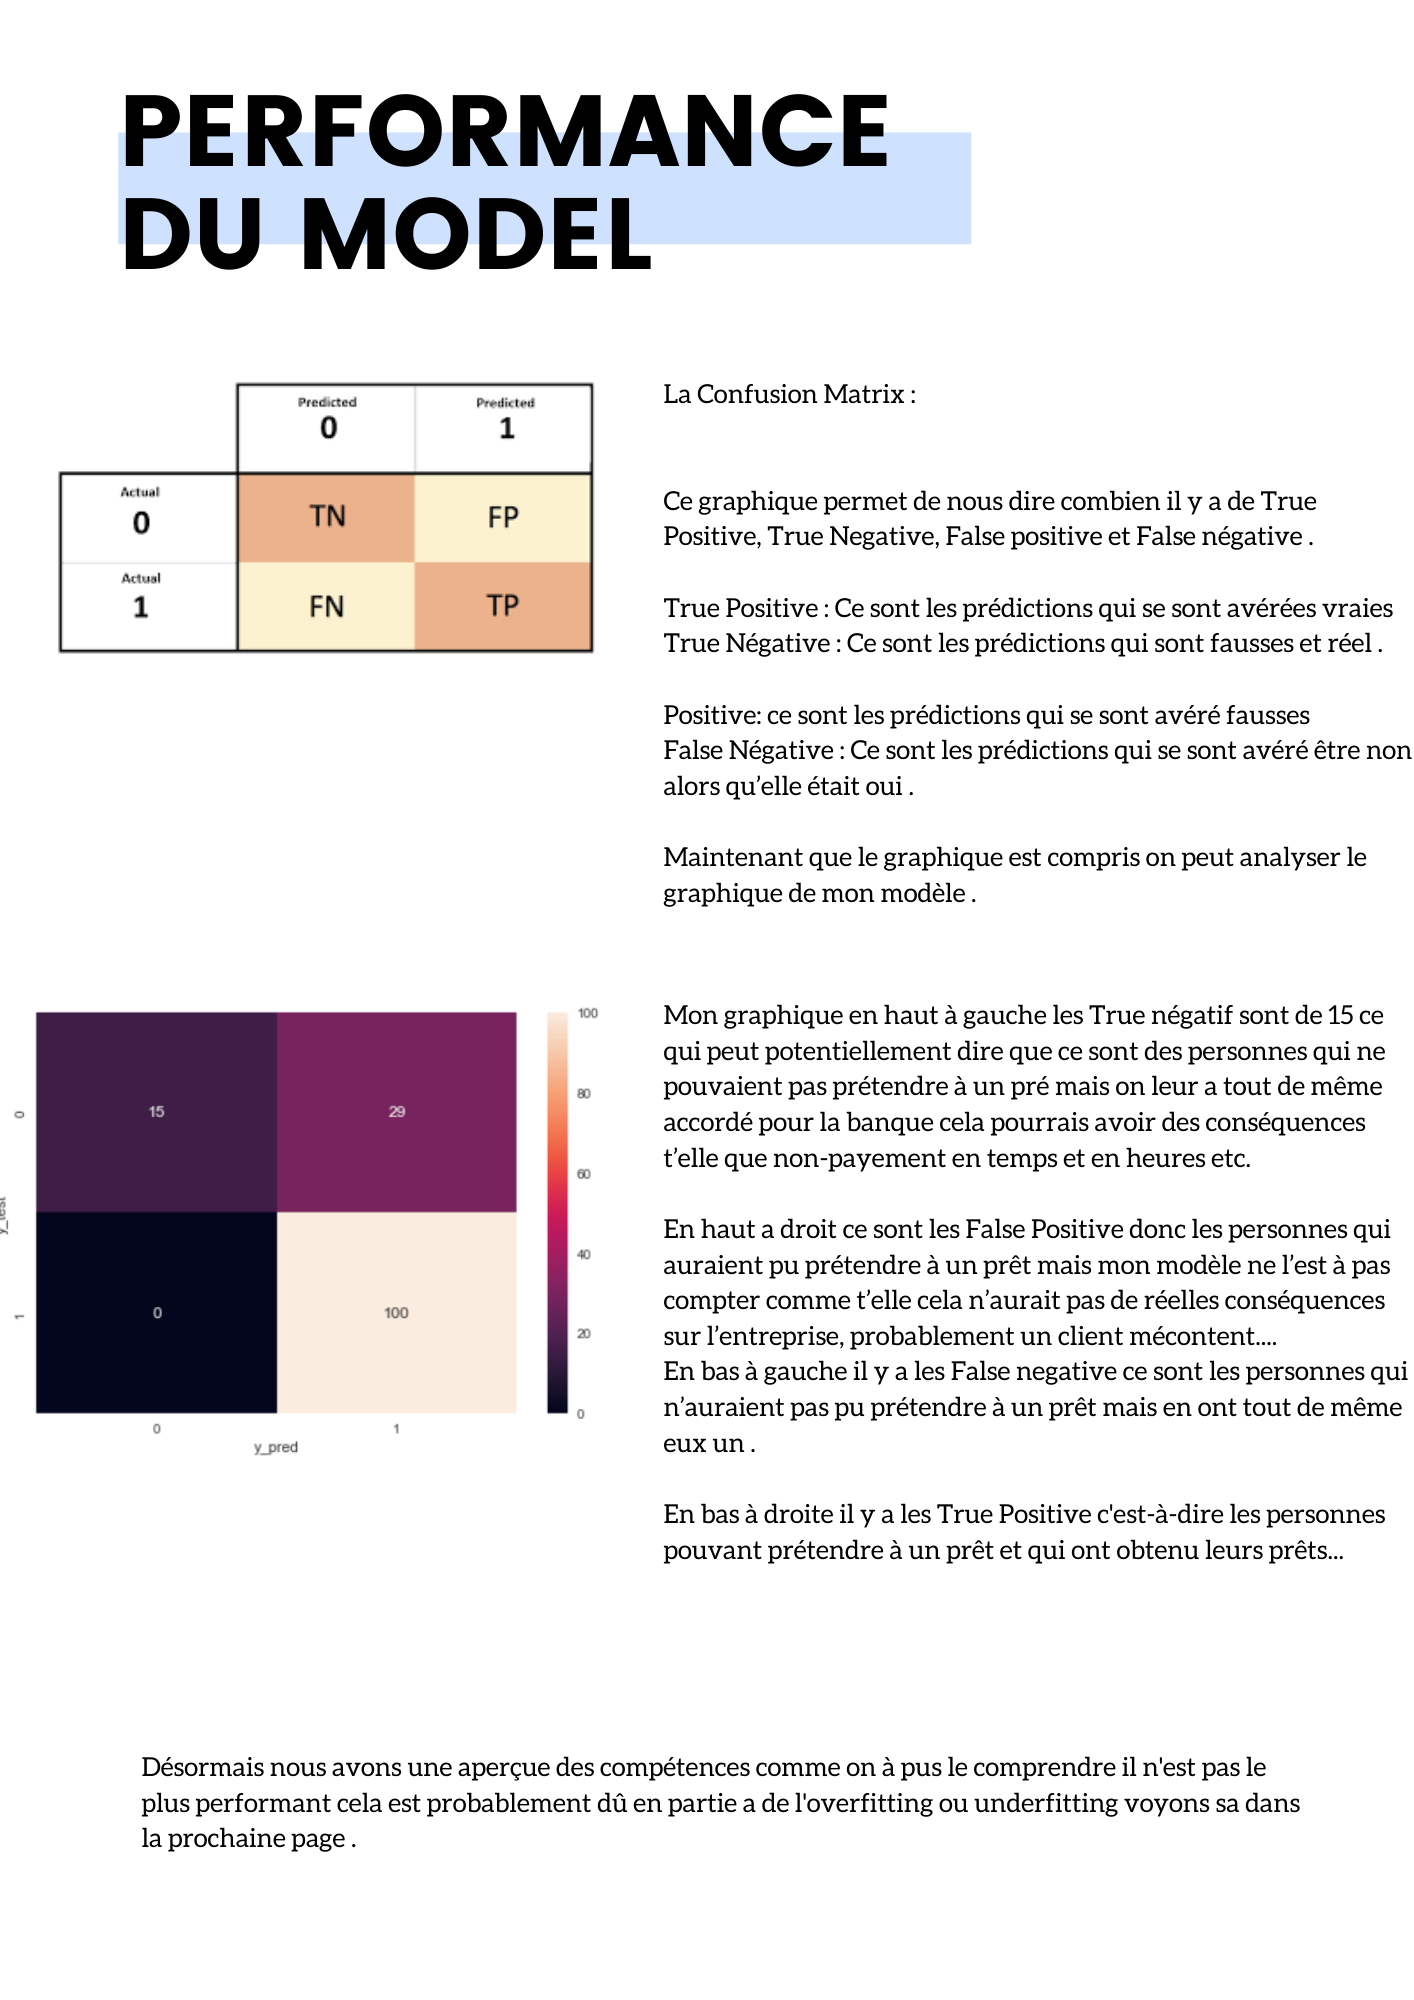 PERFORMANCE
DU MODEL
Predicted
0
Predicted
1
Actual
0
TN
FP
Actual
1
FN
TP
La Confusion Matrix :
Ce graphique permet de nous dire combien il y a de True
Positive, True Negative, False positive et False négative .
True Positive : Ce sont les prédictions qui se sont avérées vraies
True Négative : Ce sont les prédictions qui sont fausses et réel .
Positive: ce sont les prédictions qui se sont avéré fausses
False Négative : Ce sont les prédictions qui se sont avéré être non
alors qu’elle était oui .
Maintenant que le graphique est compris on peut analyser le
graphique de mon modèle .
0
15
29
1
0
100
y_test
0
1
y_pred
100
80
60
40
20
0
Mon graphique en haut à gauche les True négatif sont de 15 ce
qui peut potentiellement dire que ce sont des personnes qui ne
pouvaient pas prétendre à un pré mais on leur a tout de même
accordé pour la banque cela pourrais avoir des conséquences
t’elle que non-payement en temps et en heures etc.
En haut a droit ce sont les False Positive donc les personnes qui
auraient pu prétendre à un prêt mais mon modèle ne l’est à pas
compter comme t’elle cela n’aurait pas de réelles conséquences
sur l’entreprise, probablement un client mécontent....
En bas à gauche il y a les False negative ce sont les personnes qui
n’auraient pas pu prétendre à un prêt mais en ont tout de même
eux un .
En bas à droite il y a les True Positive c'est-à-dire les personnes
pouvant prétendre à un prêt et qui ont obtenu leurs prêts...
Désormais nous avons une aperçue des compétences comme on à pus le comprendre il n'est pas le
plus performant cela est probablement dû en partie a de l'overfitting ou underfitting voyons sa dans
la prochaine page .